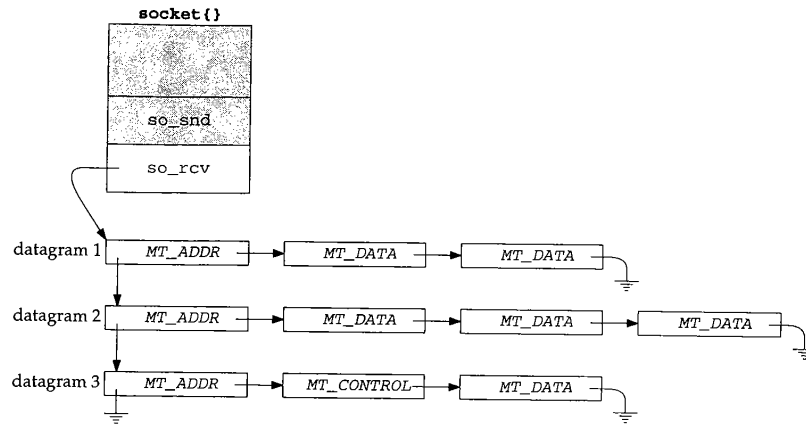 socket{}
so_snd
so_rcv
datagram 1 MT_ADDR MT_DATA MT_DATA
datagram 2 MT_ADDR MT_DATA MT_DATA MT_DATA
datagram 3 MT_ADDR MT_CONTROL MT_DATA